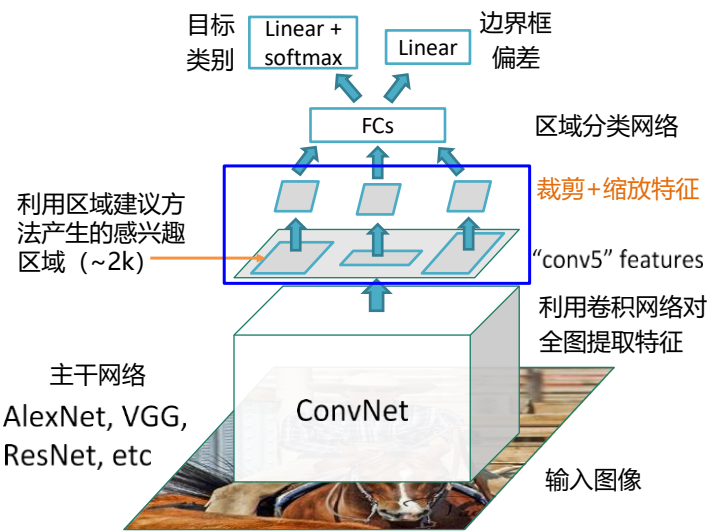 目标
类别
Linear +
softmax
Linear
边界框
偏差
FCs
区域分类网络
裁剪+缩放特征
利用区域建议方
法产生的感兴趣
区域（~2k）
“conv5” features
利用卷积网络对
全图提取特征
主干网络
AlexNet, VGG,
ResNet, etc
ConvNet
输入图像